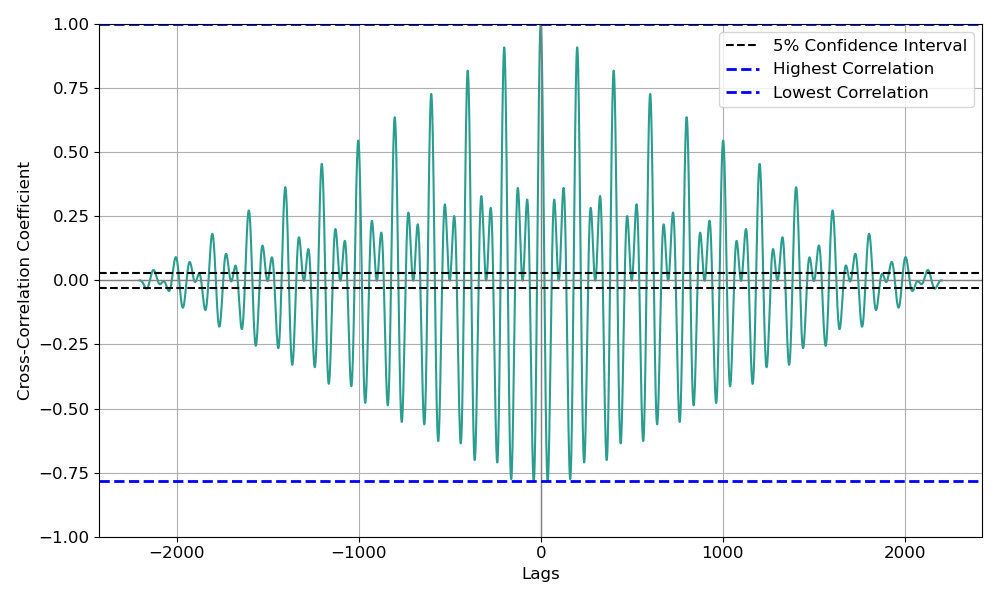 1.00
0.75
0.50
0.25
0.00
−0.25
−0.50
−0.75
−1.00
Cross-Correlation Coefficient
5% Confidence Interval
Highest Correlation
Lowest Correlation
−2000 −1000 0 1000 2000
Lags